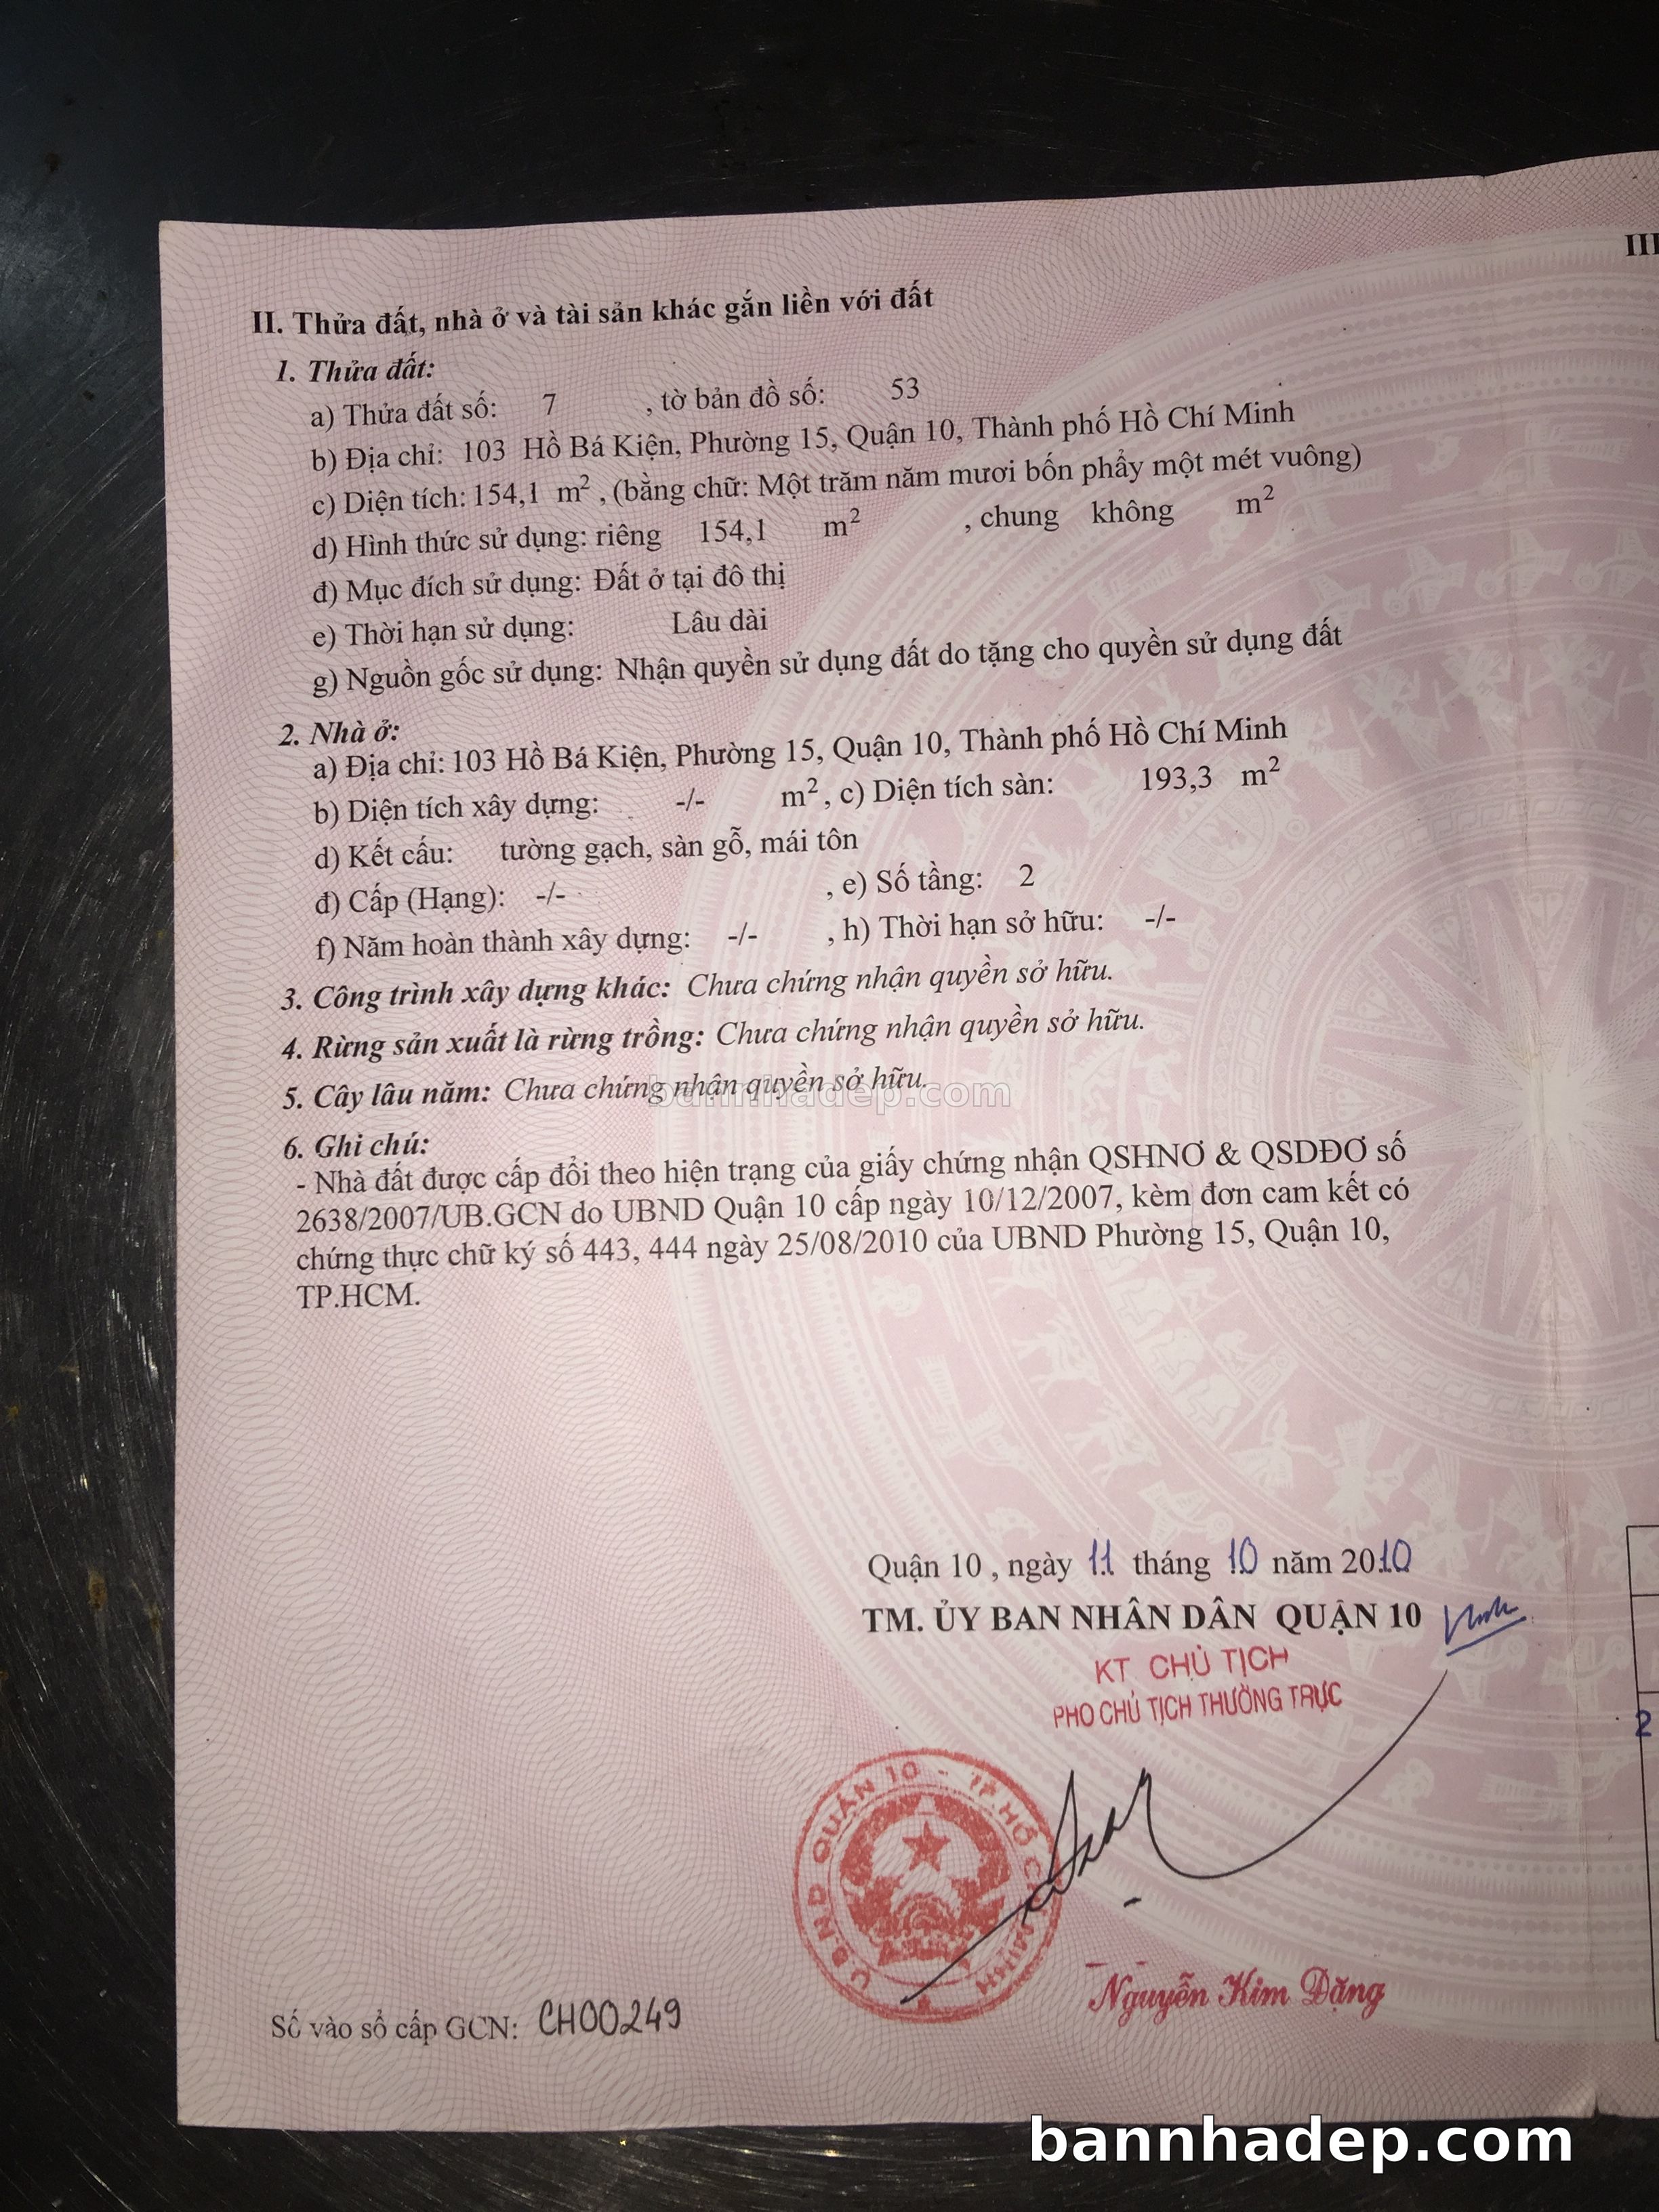 III
II. Thửa đất, nhà ở và tài sản khác gắn liền với đất
1. Thửa đất:
a) Thửa đất số: 7 , tờ bản đồ số: 53
b) Địa chỉ: 103 Hồ Bá Kiện, Phường 15, Quận 10, Thành phố Hồ Chí Minh
c) Diện tích: 154,1 m² , (bằng chữ: Một trăm năm mươi bốn phẩy một mét vuông)
d) Hình thức sử dụng: riêng 154,1 m² , chung không m²
đ) Mục đích sử dụng: Đất ở tại đô thị
e) Thời hạn sử dụng: Lâu dài
g) Nguồn gốc sử dụng: Nhận quyền sử dụng đất do tặng cho quyền sử dụng đất
2. Nhà ở:
a) Địa chỉ: 103 Hồ Bá Kiện, Phường 15, Quận 10, Thành phố Hồ Chí Minh
b) Diện tích xây dựng: -/- m² , c) Diện tích sàn: 193,3 m²
d) Kết cấu: tường gạch, sàn gỗ, mái tôn
đ) Cấp (Hạng): -/- , e) Số tầng: 2
f) Năm hoàn thành xây dựng: -/- , h) Thời hạn sở hữu: -/-
3. Công trình xây dựng khác: Chưa chứng nhận quyền sở hữu.
4. Rừng sản xuất là rừng trồng: Chưa chứng nhận quyền sở hữu.
5. Cây lâu năm: Chưa chứng nhận quyền sở hữu.
bannhadep.com
6. Ghi chú:
- Nhà đất được cấp đổi theo hiện trạng của giấy chứng nhận QSHNƠ & QSDĐƠ số
2638/2007/UB.GCN do UBND Quận 10 cấp ngày 10/12/2007, kèm đơn cam kết có
chứng thực chữ ký số 443, 444 ngày 25/08/2010 của UBND Phường 15, Quận 10,
TP.HCM.
Quận 10 , ngày 11 tháng 10 năm 2010
TM. ỦY BAN NHÂN DÂN QUẬN 10
KT CHỦ TỊCH
PHO CHỦ TỊCH THƯỜNG TRỰC
2
U.B.N.D QUẬN 10 - TP.HỒ CHÍ MINH
Nguyễn Kim Dặng
Số vào sổ cấp GCN: CH00249
bannhadep.com